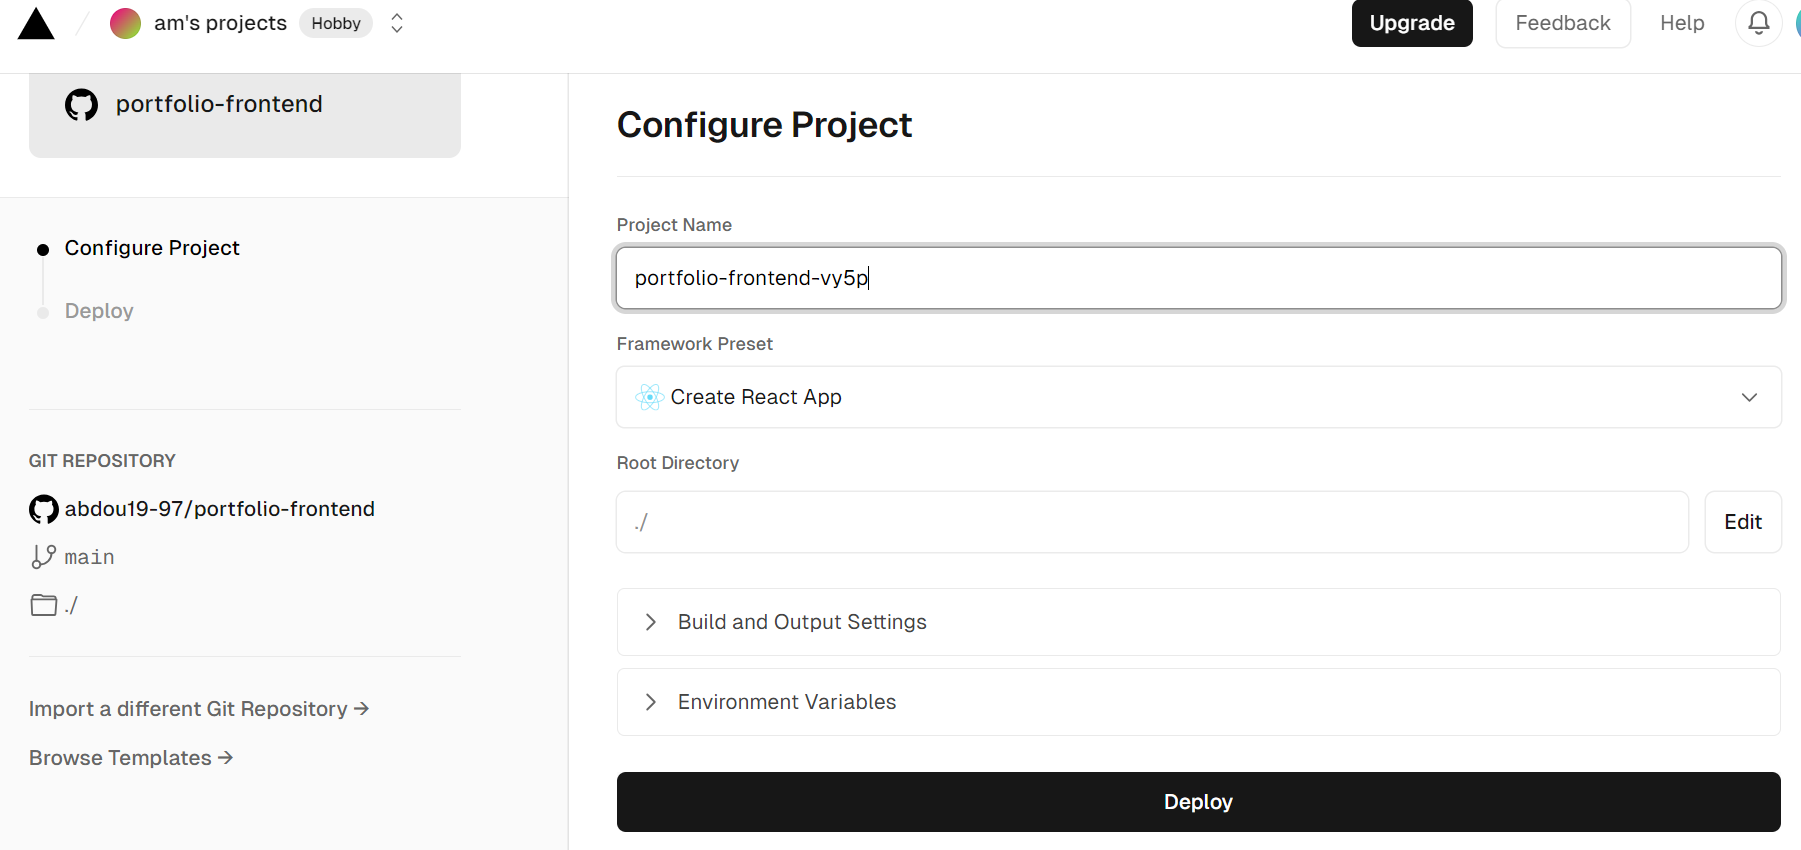 am's projects Hobby
Upgrade Feedback Help
portfolio-frontend
Configure Project
Deploy
GIT REPOSITORY
abdou19-97/portfolio-frontend
main
./
Import a different Git Repository →
Browse Templates →
Configure Project
Project Name
portfolio-frontend-vy5p
Framework Preset
Create React App
Root Directory
./
Edit
Build and Output Settings
Environment Variables
Deploy